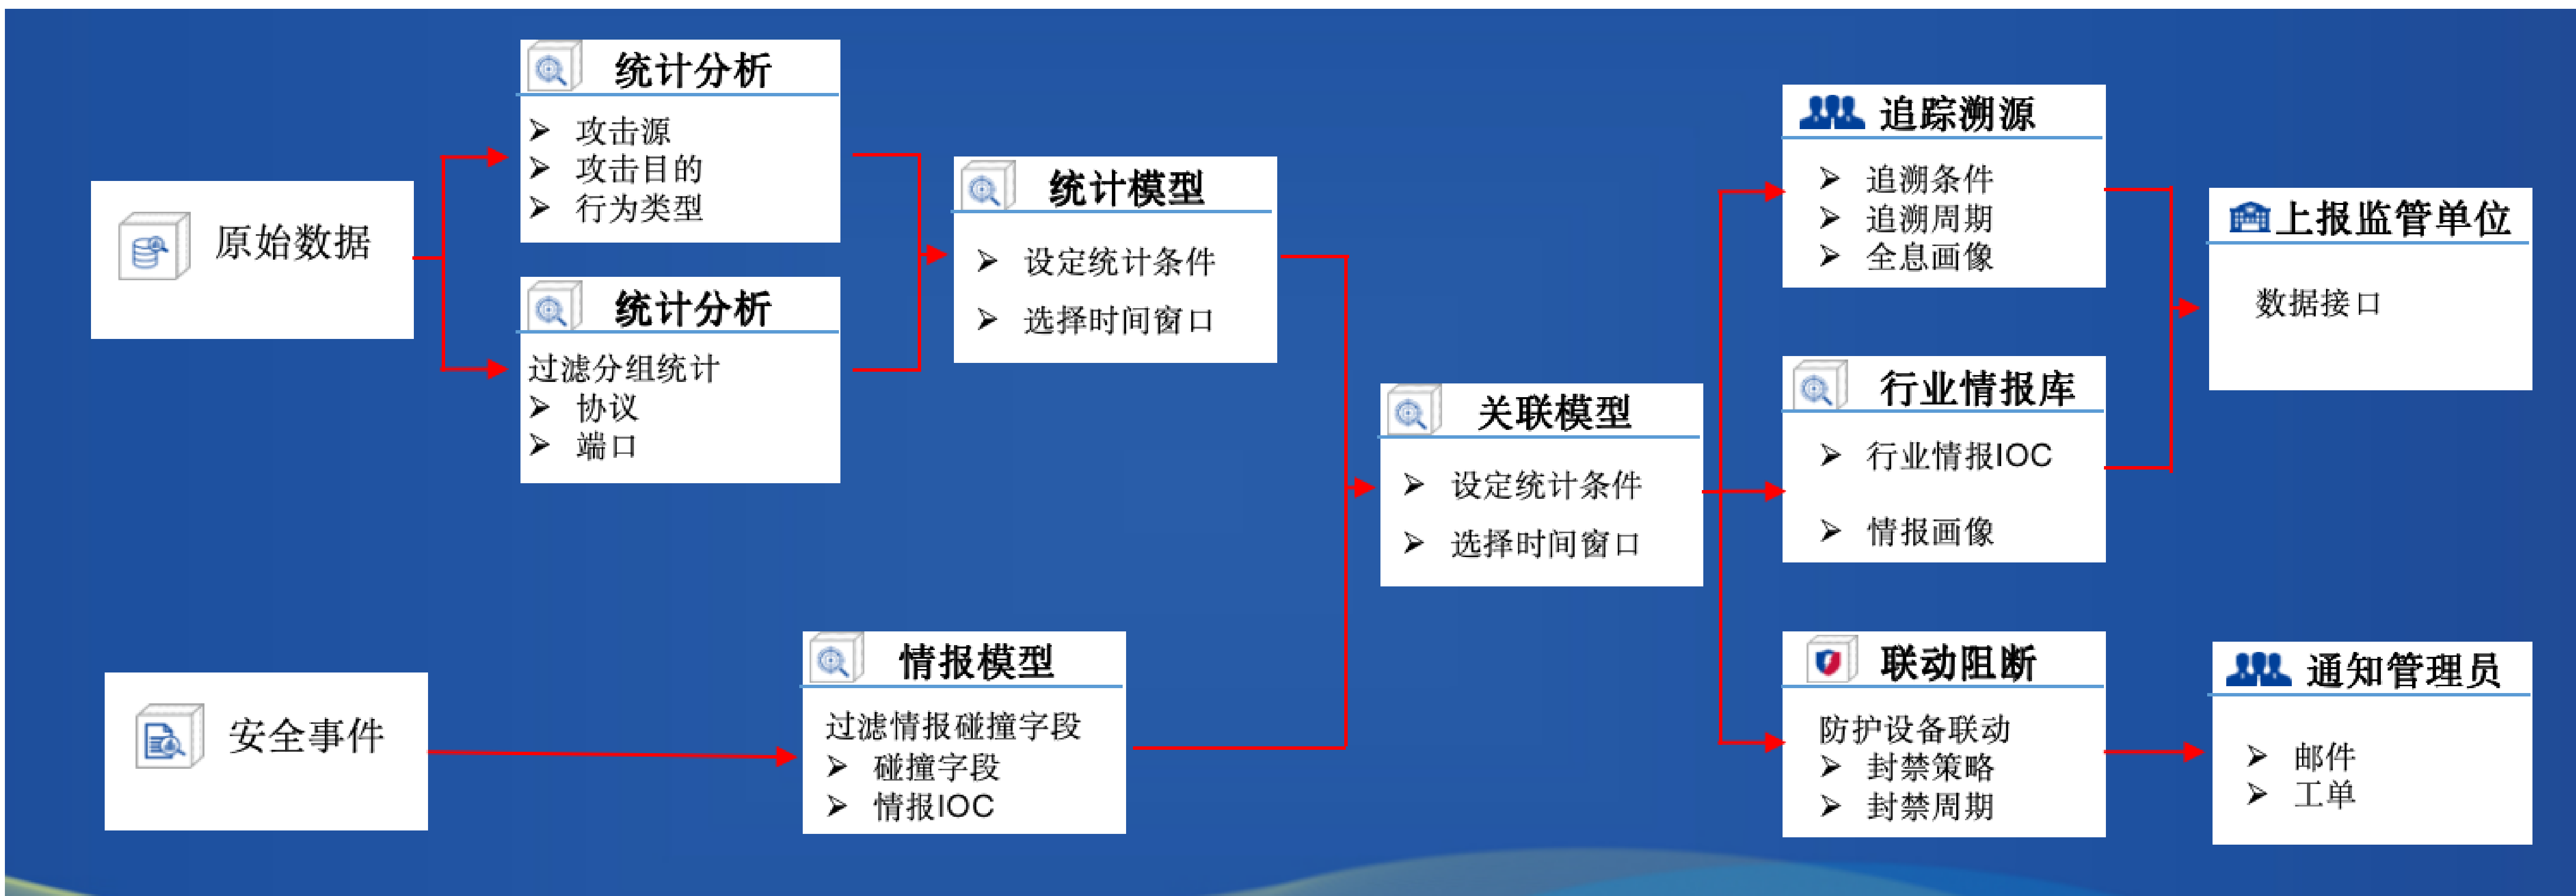 原始数据
统计分析
➢ 攻击源
➢ 攻击目的
➢ 行为类型
统计分析
过滤分组统计
➢ 协议
➢ 端口
统计模型
➢ 设定统计条件
➢ 选择时间窗口
安全事件
情报模型
过滤情报碰撞字段
➢ 碰撞字段
➢ 情报IOC
关联模型
➢ 设定统计条件
➢ 选择时间窗口
追踪溯源
➢ 追溯条件
➢ 追溯周期
➢ 全息画像
行业情报库
➢ 行业情报IOC
➢ 情报画像
联动阻断
防护设备联动
➢ 封禁策略
➢ 封禁周期
上报监管单位
数据接口
通知管理员
➢ 邮件
➢ 工单